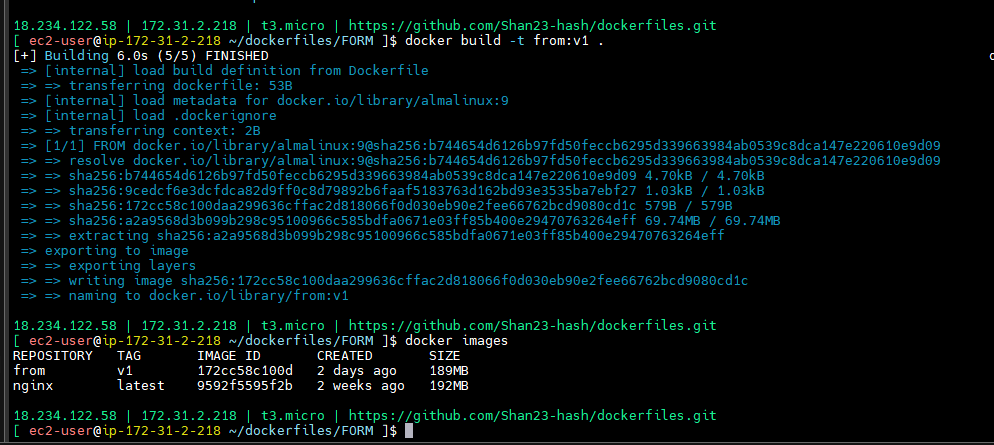 18.234.122.58 | 172.31.2.218 | t3.micro | https://github.com/Shan23-hash/dockerfiles.git
[ ec2-user@ip-172-31-2-218 ~/dockerfiles/FORM ]$ docker build -t from:v1 .
[+] Building 6.0s (5/5) FINISHED
=> [internal] load build definition from Dockerfile
=> => transferring dockerfile: 53B
=> [internal] load metadata for docker.io/library/almalinux:9
=> [internal] load .dockerignore
=> => transferring context: 2B
=> [1/1] FROM docker.io/library/almalinux:9@sha256:b744654d6126b97fd50feccb6295d339663984ab0539c8dca147e220610e9d09
=> => resolve docker.io/library/almalinux:9@sha256:b744654d6126b97fd50feccb6295d339663984ab0539c8dca147e220610e9d09
=> => sha256:b744654d6126b97fd50feccb6295d339663984ab0539c8dca147e220610e9d09 4.70kB / 4.70kB
=> => sha256:9cedcf6e3dcfdca82d9ff0c8d79892b6faaf5183763d162bd93e3535ba7ebf27 1.03kB / 1.03kB
=> => sha256:172cc58c100daa299636cffac2d818066f0d030eb90e2fee66762bcd9080cd1c 579B / 579B
=> => sha256:a2a9568d3b099b298c95100966c585bdfa0671e03ff85b400e29470763264eff 69.74MB / 69.74MB
=> => extracting sha256:a2a9568d3b099b298c95100966c585bdfa0671e03ff85b400e29470763264eff
=> exporting to image
=> => exporting layers
=> => writing image sha256:172cc58c100daa299636cffac2d818066f0d030eb90e2fee66762bcd9080cd1c
=> => naming to docker.io/library/from:v1
18.234.122.58 | 172.31.2.218 | t3.micro | https://github.com/Shan23-hash/dockerfiles.git
[ ec2-user@ip-172-31-2-218 ~/dockerfiles/FORM ]$ docker images
REPOSITORY TAG IMAGE ID CREATED SIZE
from v1 172cc58c100d 2 days ago 189MB
nginx latest 9592f5595f2b 2 weeks ago 192MB
18.234.122.58 | 172.31.2.218 | t3.micro | https://github.com/Shan23-hash/dockerfiles.git
[ ec2-user@ip-172-31-2-218 ~/dockerfiles/FORM ]$